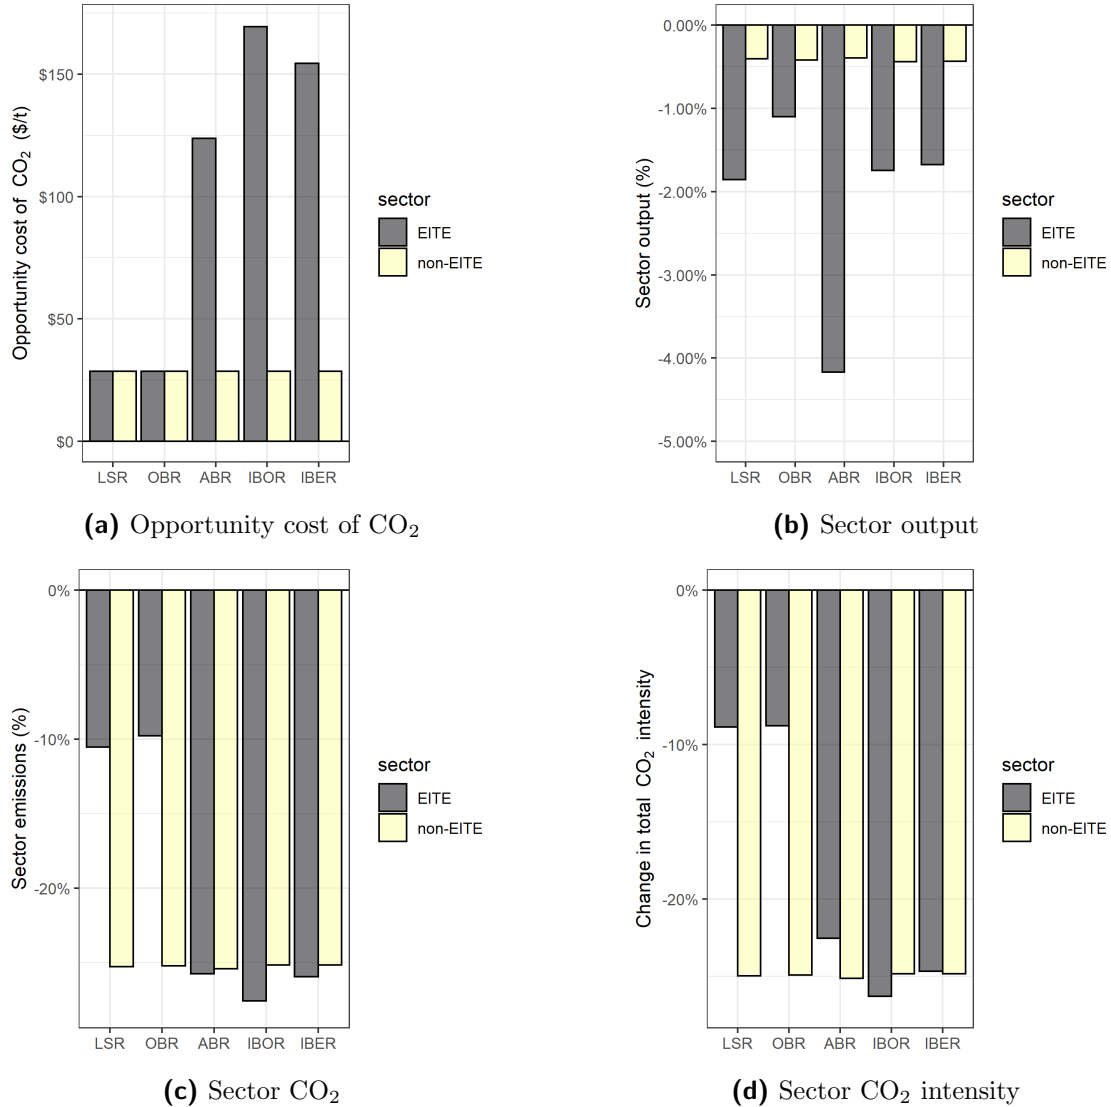 $150
$100
$50
$0
Opportunity cost of CO₂ ($/t)
LSR OBR ABR IBOR IBER
sector
EITE
non-EITE
(a) Opportunity cost of CO₂
0.00%
-1.00%
-2.00%
-3.00%
-4.00%
-5.00%
Sector output (%)
LSR OBR ABR IBOR IBER
sector
EITE
non-EITE
(b) Sector output
0%
-10%
-20%
Sector emissions (%)
LSR OBR ABR IBOR IBER
sector
EITE
non-EITE
(c) Sector CO₂
0%
-10%
-20%
Change in total CO₂ intensity
LSR OBR ABR IBOR IBER
sector
EITE
non-EITE
(d) Sector CO₂ intensity